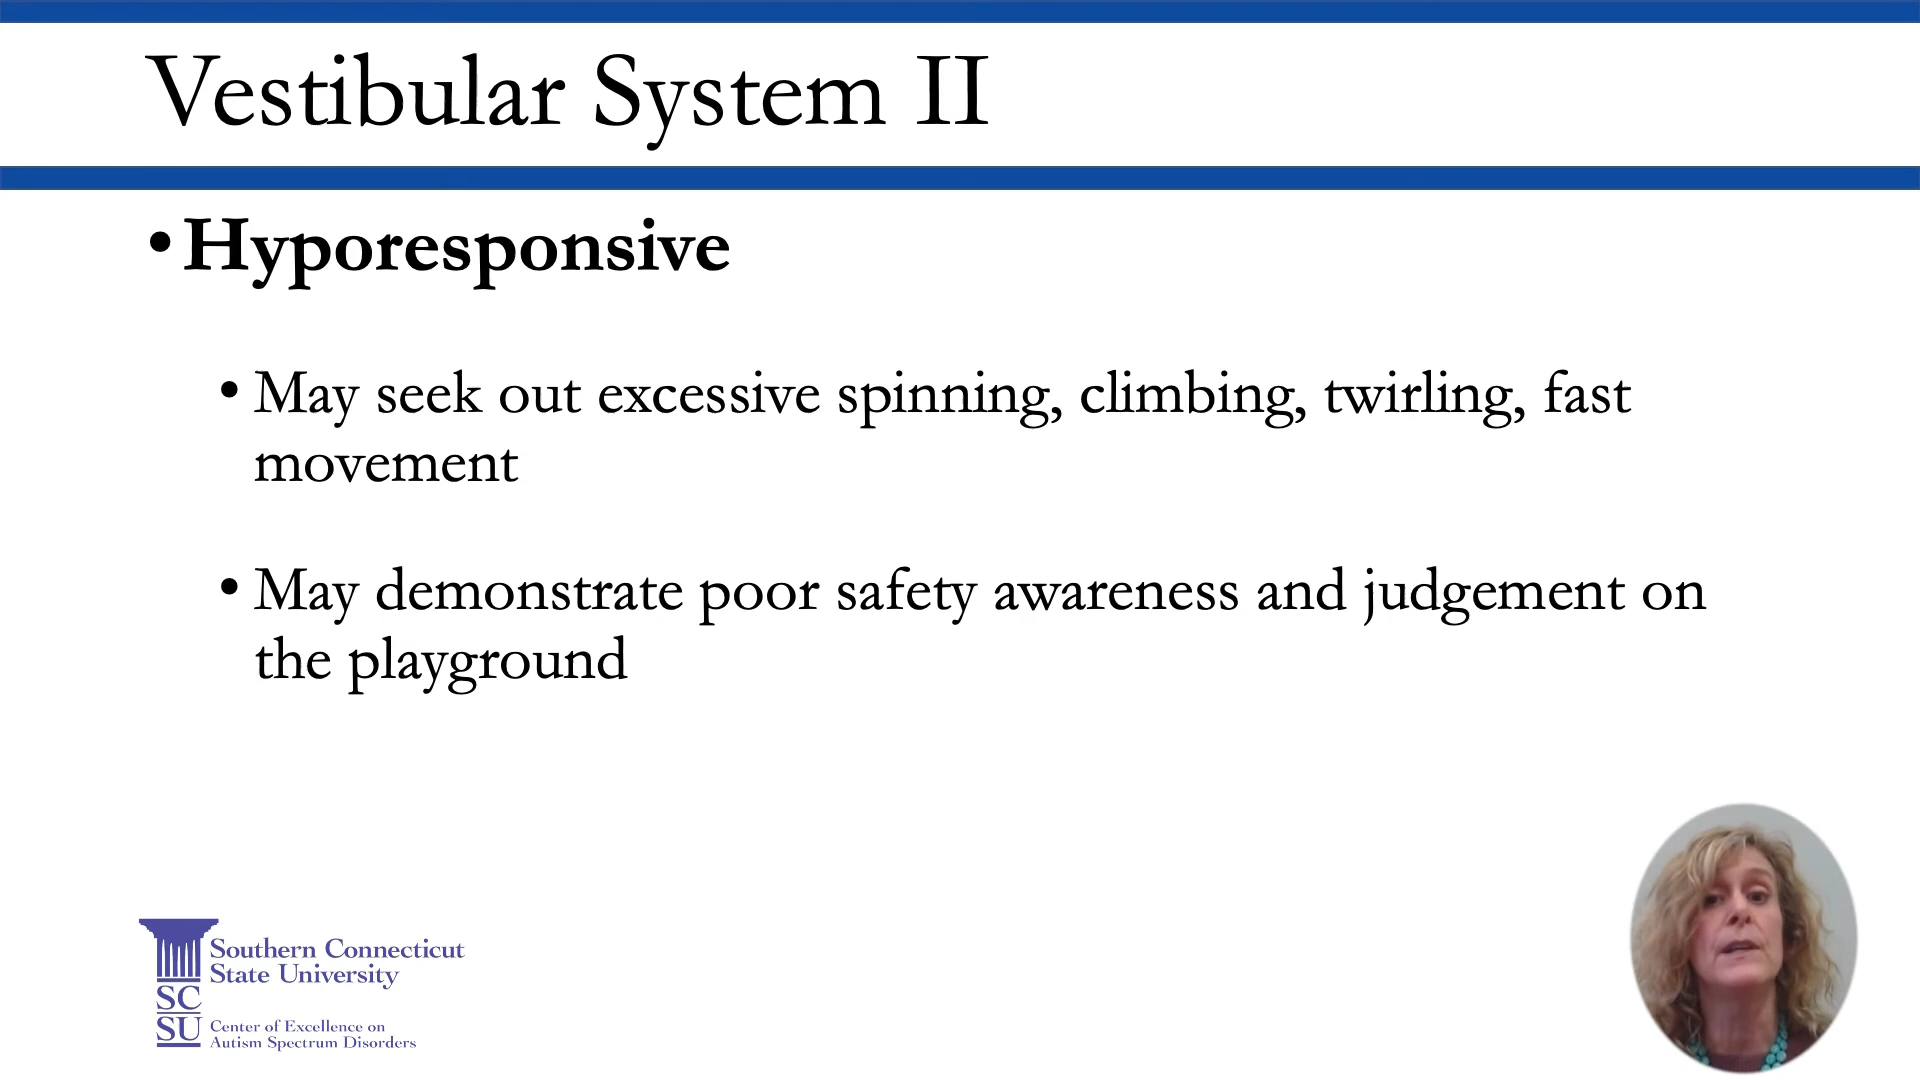 Vestibular System II
• Hyporesponsive
• May seek out excessive spinning, climbing, twirling, fast
movement
• May demonstrate poor safety awareness and judgement on
the playground
Southern Connecticut
State University
SC
SU
Center of Excellence on
Autism Spectrum Disorders